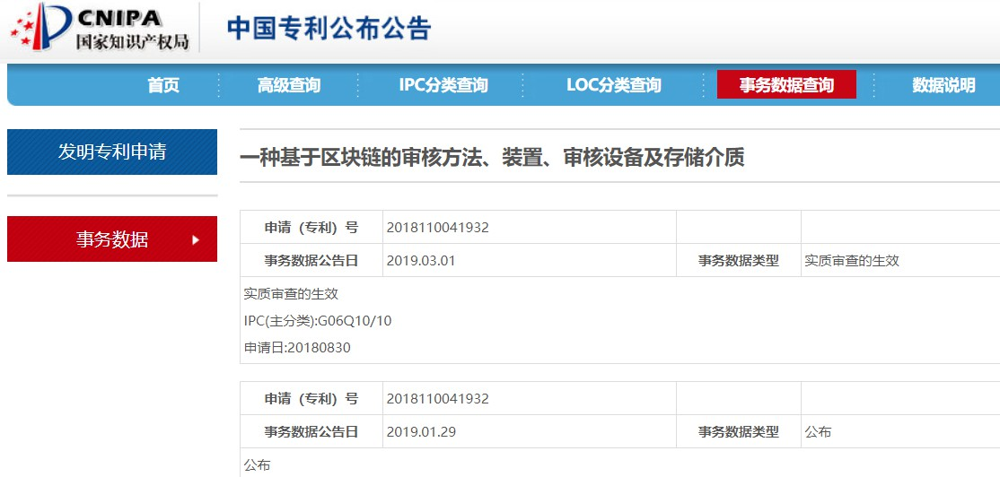 CNIPA
国家知识产权局
中国专利公布公告
首页 高级查询 IPC分类查询 LOC分类查询 事务数据查询 数据说明
发明专利申请
事务数据
一种基于区块链的审核方法、装置、审核设备及存储介质
申请（专利）号 2018110041932
事务数据公告日 2019.03.01 事务数据类型 实质审查的生效
实质审查的生效
IPC(主分类):G06Q10/10
申请日:20180830
申请（专利）号 2018110041932
事务数据公告日 2019.01.29 事务数据类型 公布
公布